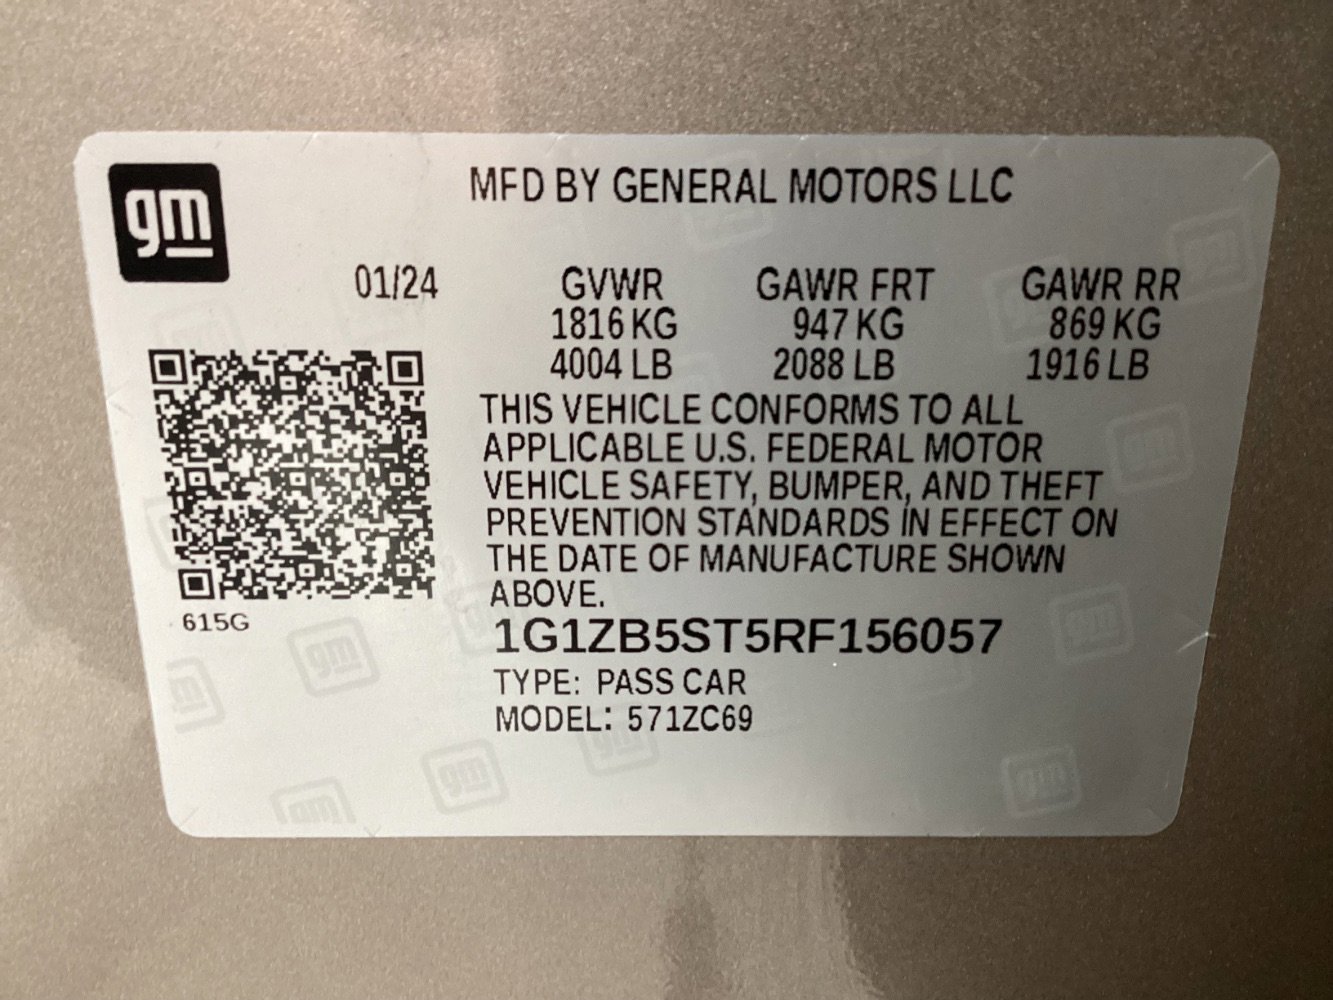 gm
MFD BY GENERAL MOTORS LLC
01/24 GVWR GAWR FRT GAWR RR
1816 KG 947 KG 869 KG
4004 LB 2088 LB 1916 LB
THIS VEHICLE CONFORMS TO ALL
APPLICABLE U.S. FEDERAL MOTOR
VEHICLE SAFETY, BUMPER, AND THEFT
PREVENTION STANDARDS IN EFFECT ON
THE DATE OF MANUFACTURE SHOWN
ABOVE.
615G
1G1ZB5ST5RF156057
TYPE: PASS CAR
MODEL: 571ZC69